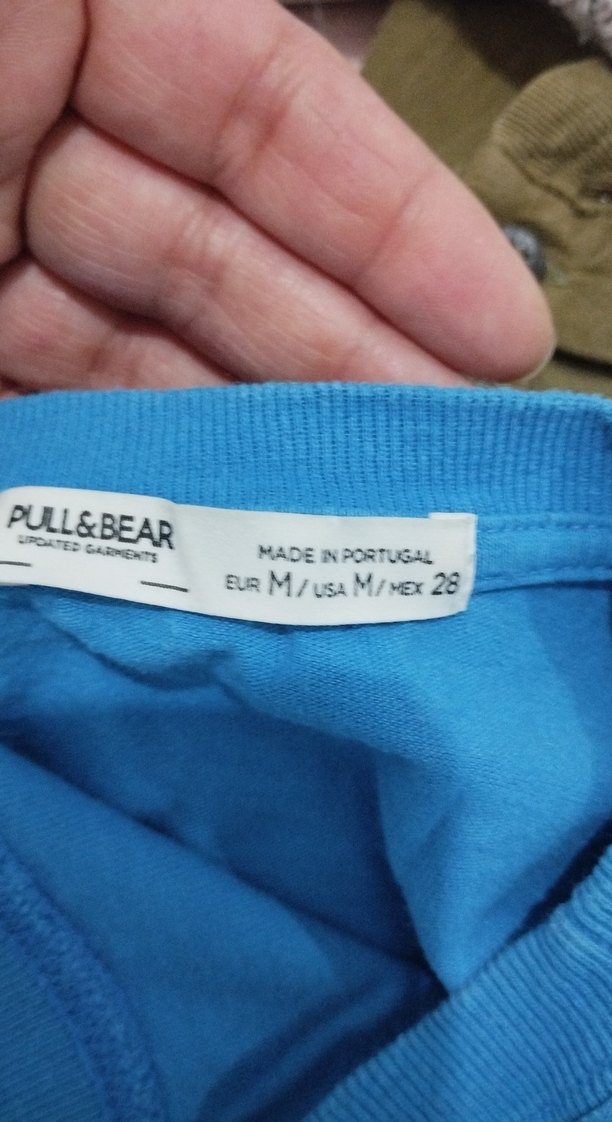 PULL&BEAR
UPDATED GARMENTS
MADE IN PORTUGAL
EUR M / USA M / MEX 28